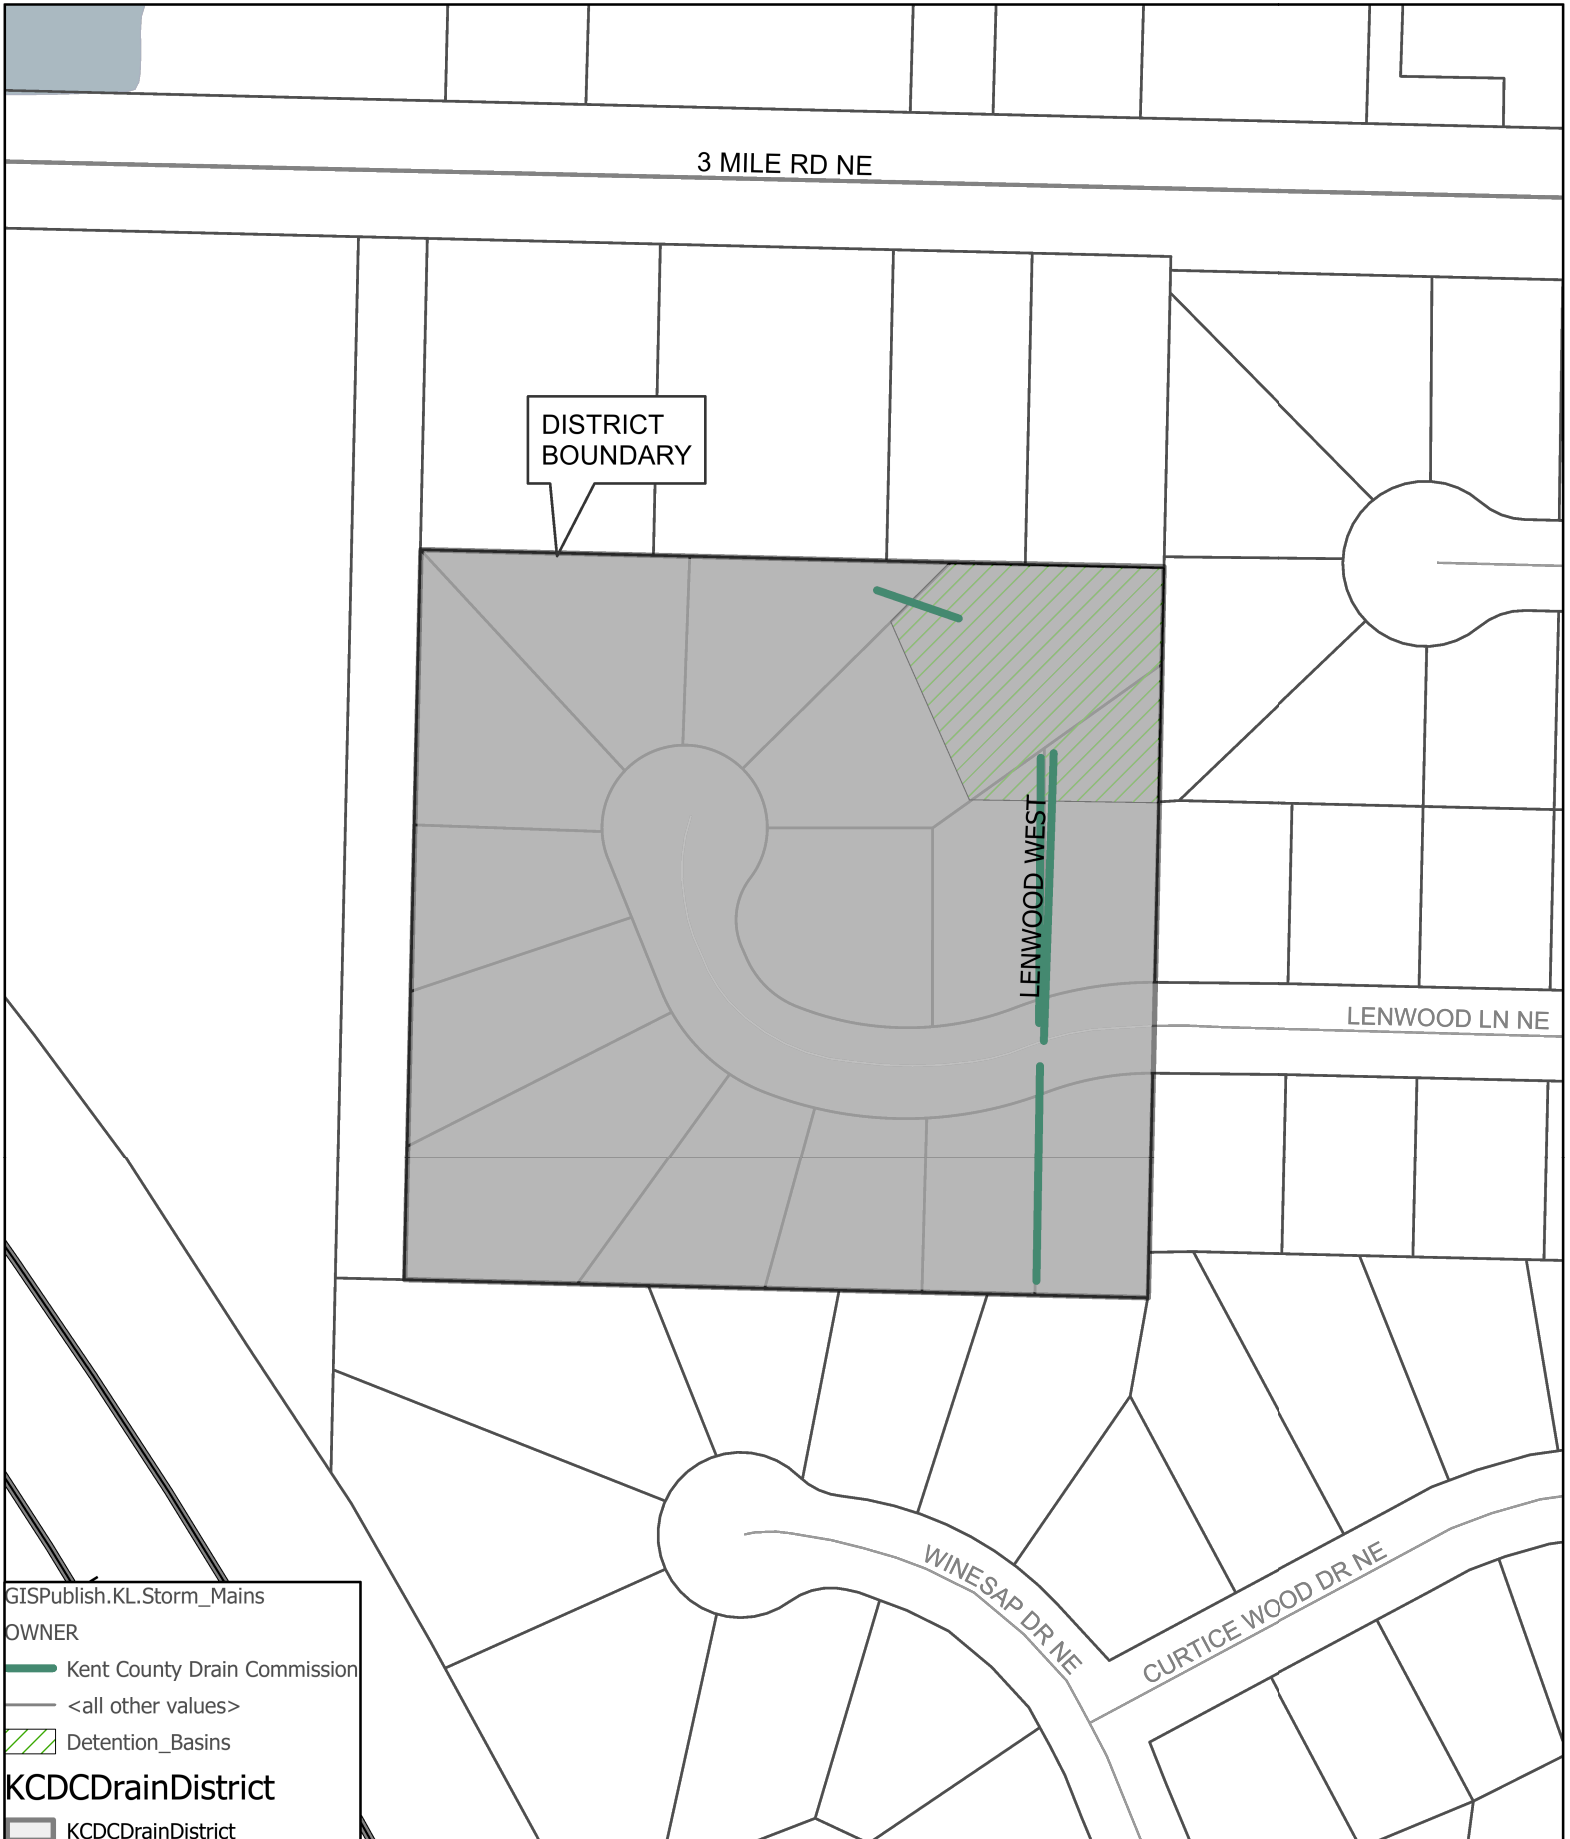 3 MILE RD NE
DISTRICT
BOUNDARY
LENWOOD WEST
LENWOOD LN NE
WINESAP DR NE
CURTICE WOOD DR NE
GISPublish.KL.Storm_Mains
OWNER
Kent County Drain Commission
<all other values>
Detention_Basins
KCDCDrainDistrict
KCDCDrainDistrict